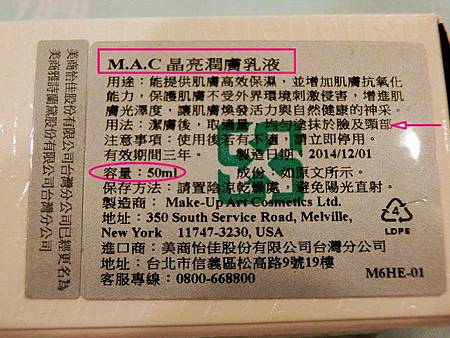 M.A.C 晶亮潤膚乳液
用途：能提供肌膚高效保濕，並增加肌膚抗氧化
能力，保護肌膚不受外界環境刺激侵害，增進肌
膚光澤度，讓肌膚煥發活力與自然健康的神采。
用法：潔膚後，取適量，均勻塗抹於臉及頸部
注意事項：使用後若有不適，請立即停用。
有效期間三年。 製造日期：2014/12/01
容量：50ml 成份：如原文所示。
保存方法：請置陰涼乾燥處，避免陽光直射。
製造商：Make-Up Art Cosmetics Ltd.
地址：350 South Service Road, Melville,
New York 11747-3230, USA
進口商：美商怡佳股份有限公司台灣分公司
地址：台北市信義區松高路9號19樓
客服專線：0800-668800
4
LDPE
M6HE-01
美商雅詩蘭黛股份有限公司台灣分公司已經更名為
美商怡佳股份有限公司台灣分公司